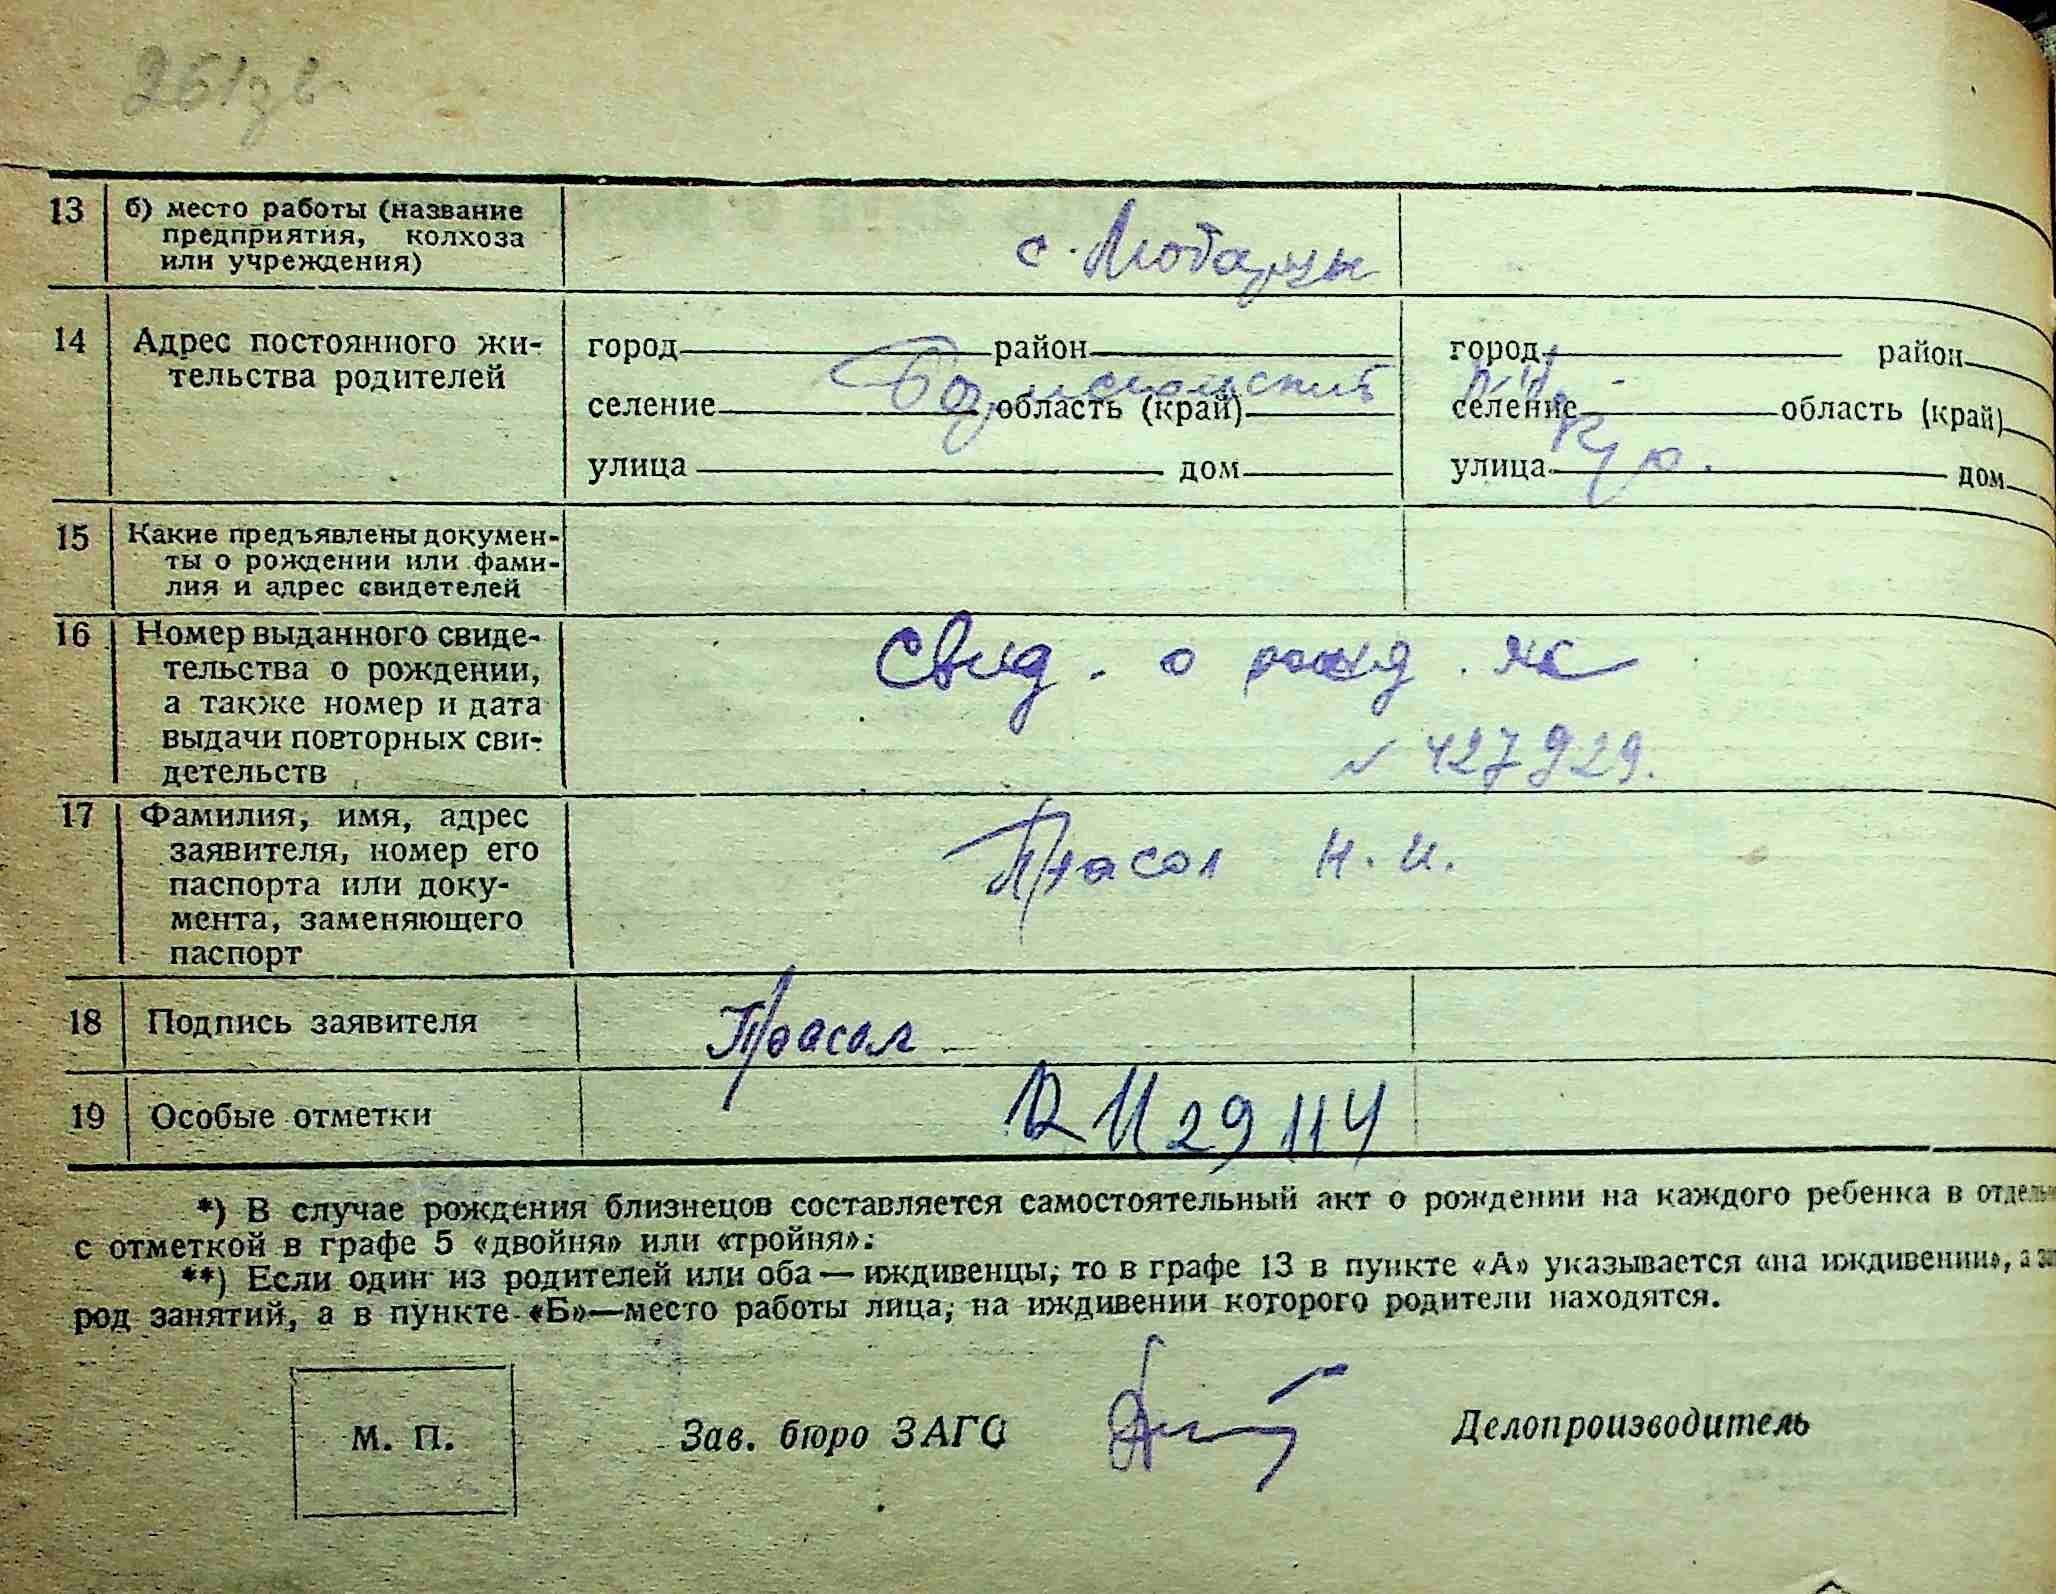 13 б) место работы (название
предприятия, колхоза
или учреждения)
с. Любарцы
14 Адрес постоянного жи-
тельства родителей
город район город район
селение область (край) селение область (край)
улица дом улица дом
15 Какие предъявлены докумен-
ты о рождении или фами-
лия и адрес свидетелей
16 Номер выданного свиде-
тельства о рождении,
а также номер и дата
выдачи повторных сви-
детельств
Свид. о рожд.
№ 427929.
17 Фамилия, имя, адрес
заявителя, номер его
паспорта или доку-
мента, заменяющего
паспорт
Прасол Н. И.
18 Подпись заявителя Прасол
19 Особые отметки 29114
*) В случае рождения близнецов составляется самостоятельный акт о рождении на каждого ребенка в
с отметкой в графе 5 «двойня» или «тройня».
**) Если один из родителей или оба — иждивенцы, то в графе 13 в пункте «А» указывается «на иждивении», а
род занятий, а в пункте «Б»—место работы лица, на иждивении которого родители находятся.
М. П. Зав. бюро ЗАГС Делопроизводитель